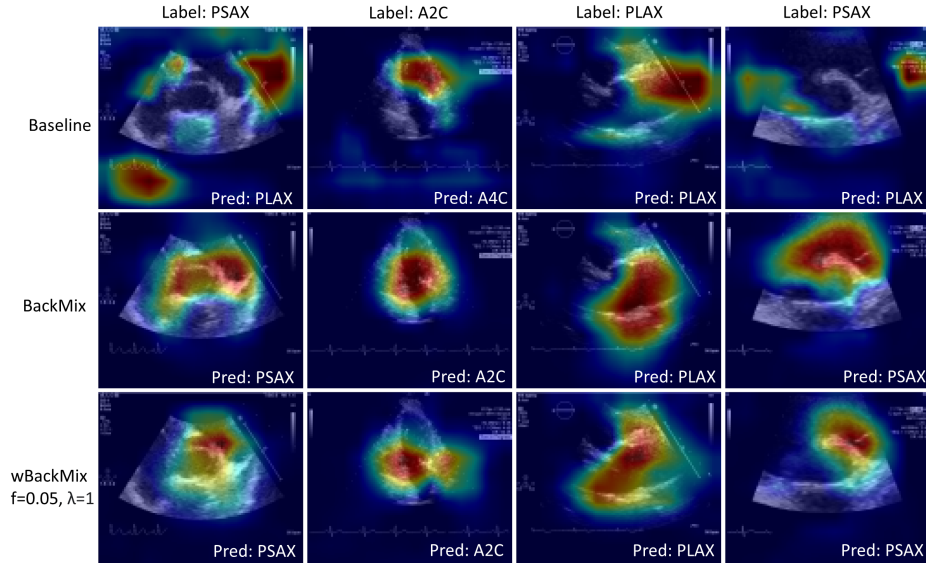 Label: PSAX
Label: A2C
Label: PLAX
Label: PSAX
Baseline
Pred: PLAX
Pred: A4C
Pred: PLAX
Pred: PLAX
BackMix
Pred: PSAX
Pred: A2C
Pred: PLAX
Pred: PSAX
wBackMix
f=0.05, λ=1
Pred: PSAX
Pred: A2C
Pred: PLAX
Pred: PSAX